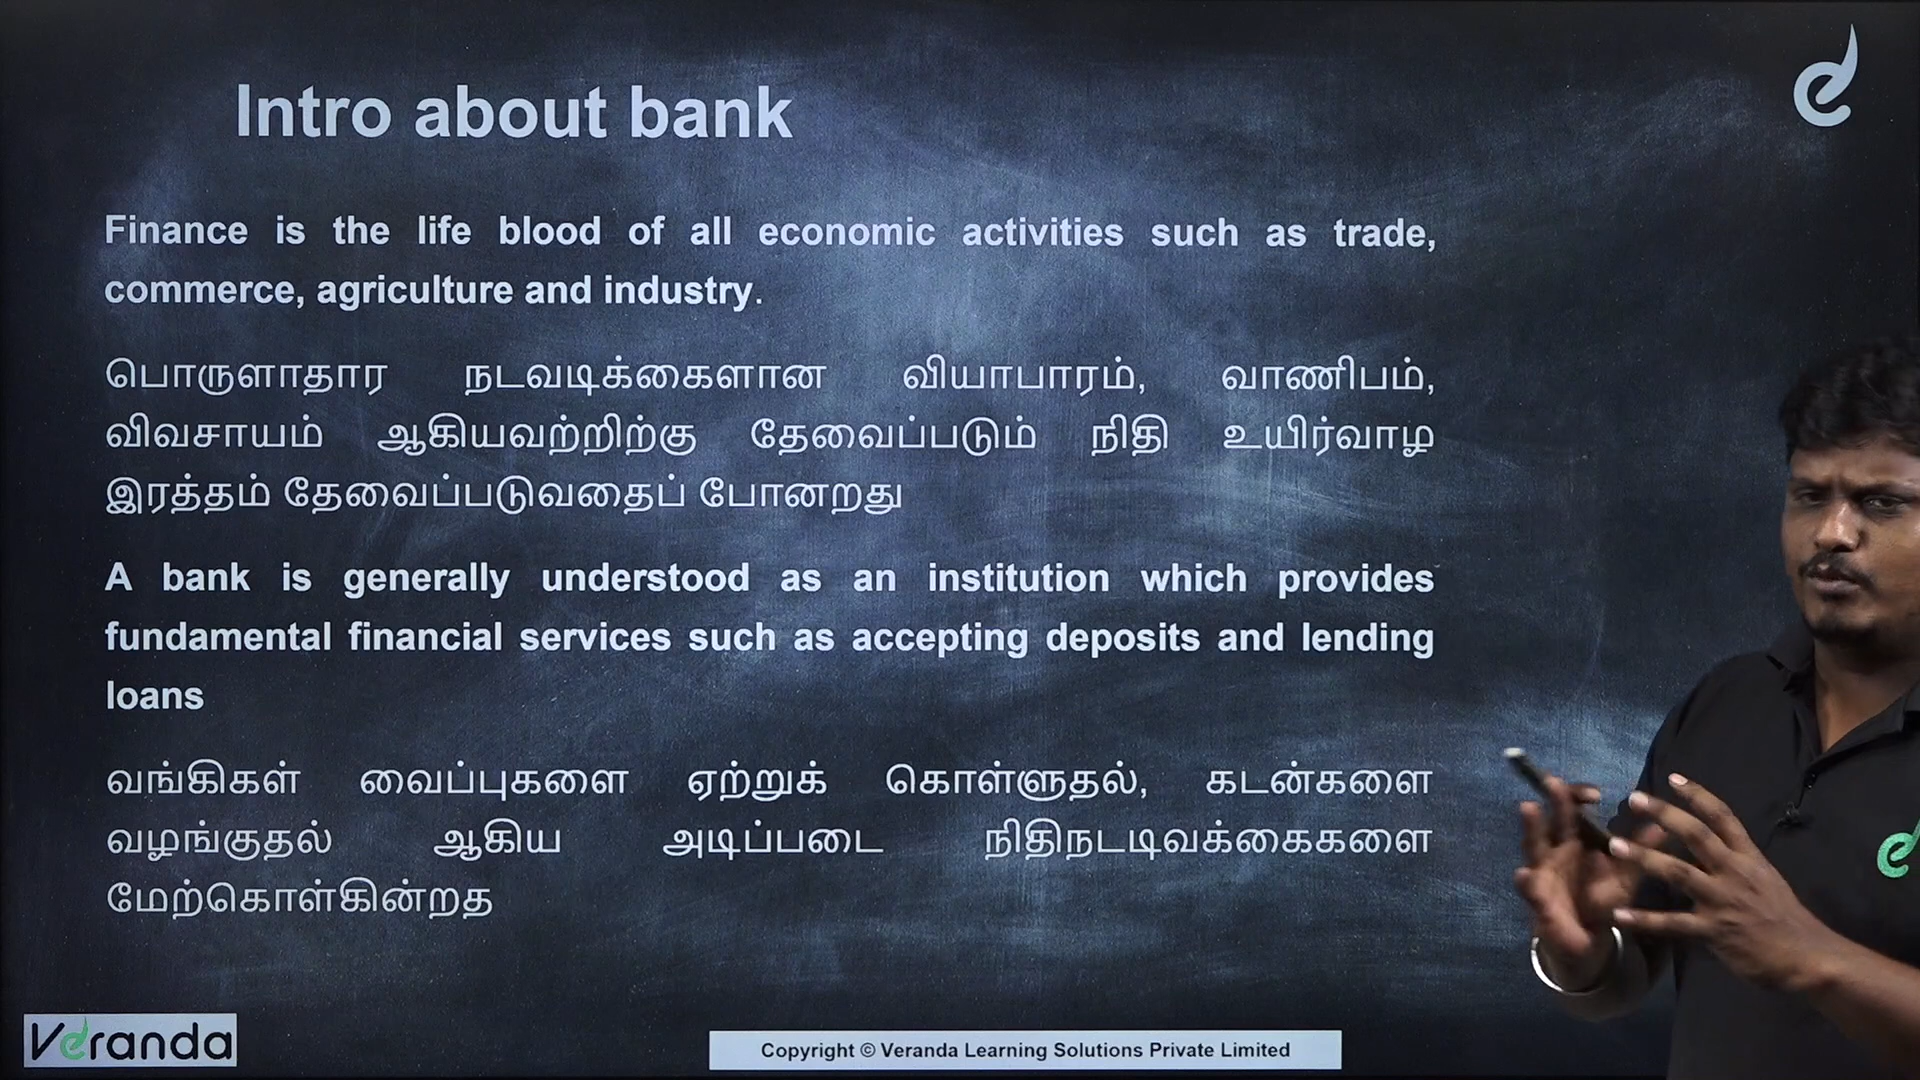 Intro about bank
Finance is the life blood of all economic activities such as trade,
commerce, agriculture and industry.
பொருளாதார நடவடிக்கைளான வியாபாரம், வாணிபம்,
விவசாயம் ஆகியவற்றிற்கு தேவைப்படும் நிதி உயிர்வாழ
இரத்தம் தேவைப்படுவதைப் போனறது
A bank is generally understood as an institution which provides
fundamental financial services such as accepting deposits and lending
loans
வங்கிகள் வைப்புகளை ஏற்றுக் கொள்ளுதல், கடன்களை
வழங்குதல் ஆகிய அடிப்படை நிதிநடடிவக்கைகளை
மேற்கொள்கின்றத
Veranda
Copyright © Veranda Learning Solutions Private Limited